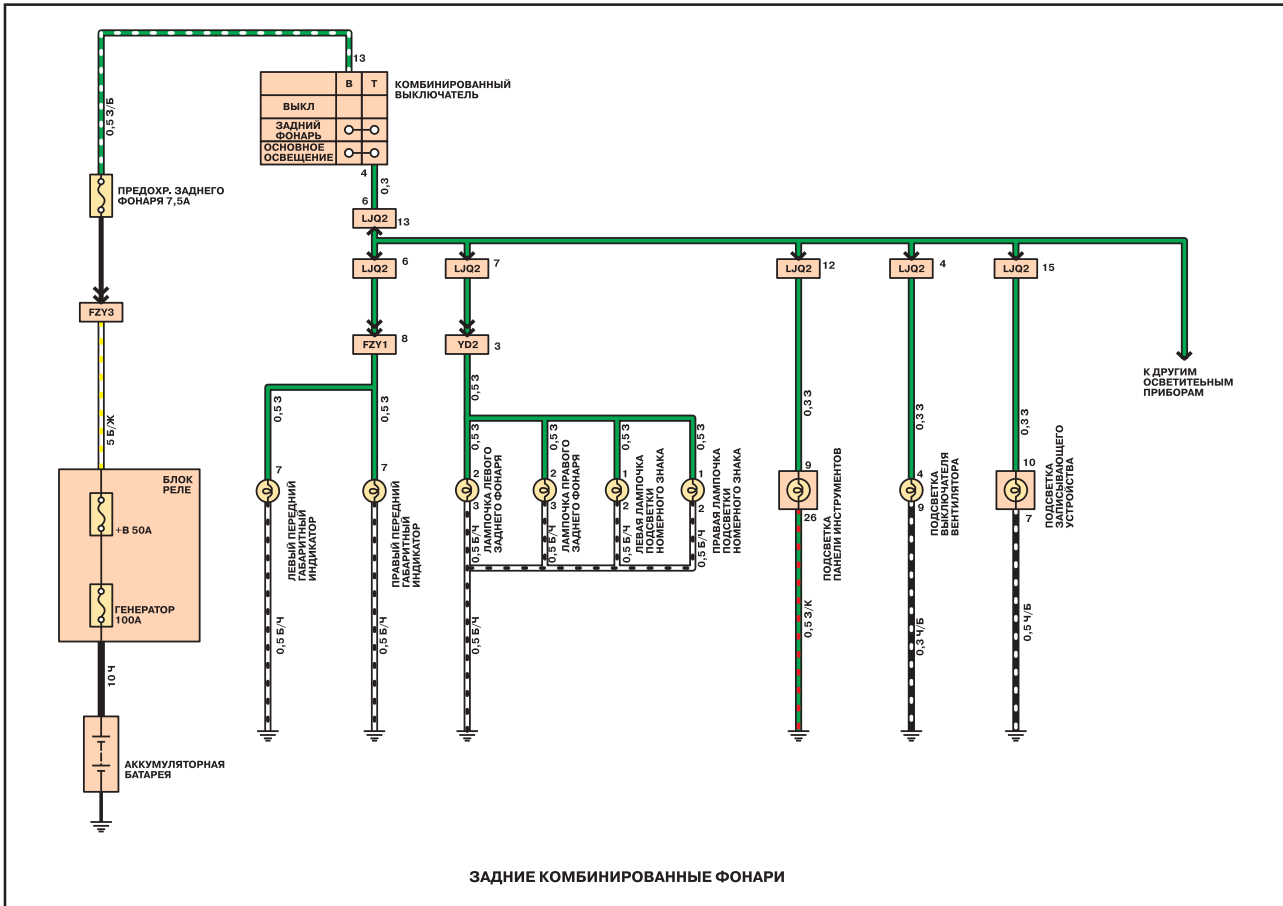 13
В Т
КОМБИНИРОВАННЫЙ
ВЫКЛЮЧАТЕЛЬ
ВЫКЛ
ЗАДНИЙ
ФОНАРЬ
ОСНОВНОЕ
ОСВЕЩЕНИЕ
0,5 З/Б
4
0,3
6
LJQ2
13
ПРЕДОХР. ЗАДНЕГО
ФОНАРЯ 7,5А
LJQ2
6
LJQ2
7
LJQ2
12
LJQ2
4
LJQ2
15
FZY3
FZY1
8
YD2
3
К ДРУГИМ
ОСВЕТИТЕЬНЫМ
ПРИБОРАМ
5 Б/Ж
0,5 З
0,5 З
0,5 З
0,5 З
0,5 З
0,5 З
0,5 З
0,3 З
0,3 З
0,3 З
БЛОК
РЕЛЕ
+В 50А
ГЕНЕРАТОР
100А
7
ЛЕВЫЙ ПЕРЕДНИЙ
ГАБАРИТНЫЙ
ИНДИКАТОР
0,5 Б/Ч
7
ПРАВЫЙ ПЕРЕДНИЙ
ГАБАРИТНЫЙ
ИНДИКАТОР
0,5 Б/Ч
2
3
0,5 Б/Ч
ЛАМПОЧКА ЛЕВОГО
ЗАДНЕГО ФОНАРЯ
0,5 Б/Ч
2
3
0,5 Б/Ч
ЛАМПОЧКА ПРАВОГО
ЗАДНЕГО ФОНАРЯ
1
2
0,5 Б/Ч
ЛЕВАЯ ЛАМПОЧКА
ПОДСВЕТКИ
НОМЕРНОГО ЗНАКА
1
2
0,5 Б/Ч
ПРАВАЯ ЛАМПОЧКА
ПОДСВЕТКИ
НОМЕРНОГО ЗНАКА
9
26
ПОДСВЕТКА
ПАНЕЛИ ИНСТРУМЕНТОВ
0,5 З/К
4
9
ПОДСВЕТКА
ВЫКЛЮЧАТЕЛЯ
ВЕНТИЛЯТОРА
0,3 Ч/Б
10
7
ПОДСВЕТКА
ЗАПИСЫВАЮЩЕГО
УСТРОЙСТВА
0,5 Ч/Б
10 Ч
АККУМУЛЯТОРНАЯ
БАТАРЕЯ
ЗАДНИЕ КОМБИНИРОВАННЫЕ ФОНАРИ